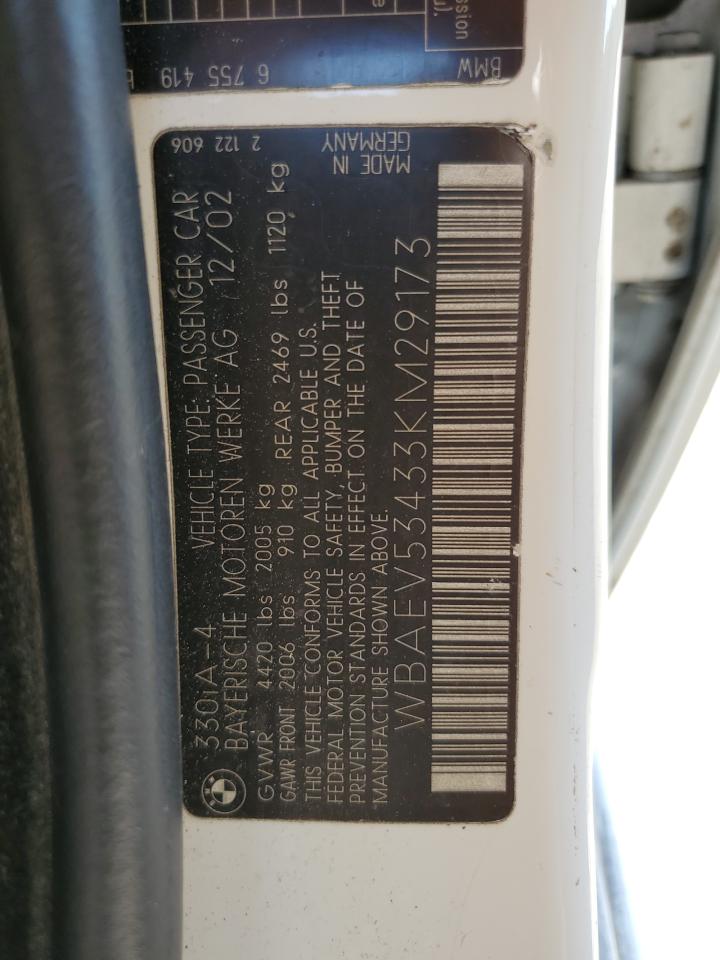 330iA-4 VEHICLE TYPE: PASSENGER CAR 2 122 606
BAYERISCHE MOTOREN WERKE AG 12/02
GVWR 4420 lbs 2005 kg
GAWR FRONT 2006 lbs 910 kg REAR 2469 lbs 1120 kg
THIS VEHICLE CONFORMS TO ALL APPLICABLE U.S.
FEDERAL MOTOR VEHICLE SAFETY, BUMPER AND THEFT
PREVENTION STANDARDS IN EFFECT ON THE DATE OF
MANUFACTURE SHOWN ABOVE.
MADE IN
GERMANY
WBAEV53433KM29173
BMW 6 755 419